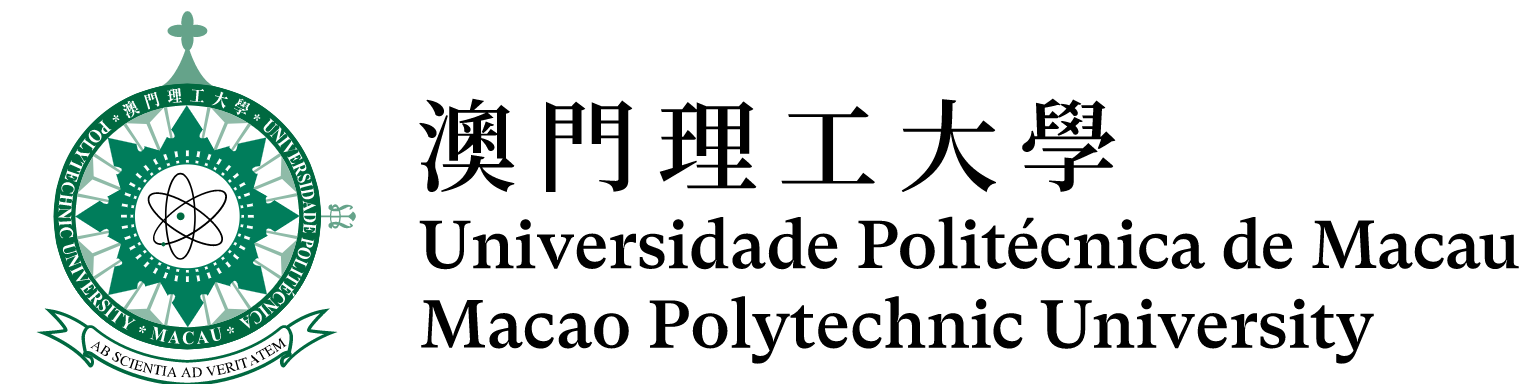 澳門理工大學
UNIVERSIDADE POLITÉCNICA
MACAU
POLYTECHNIC UNIVERSITY
AB SCIENTIA AD VERITATEM
澳門理工大學
Universidade Politécnica de Macau
Macao Polytechnic University